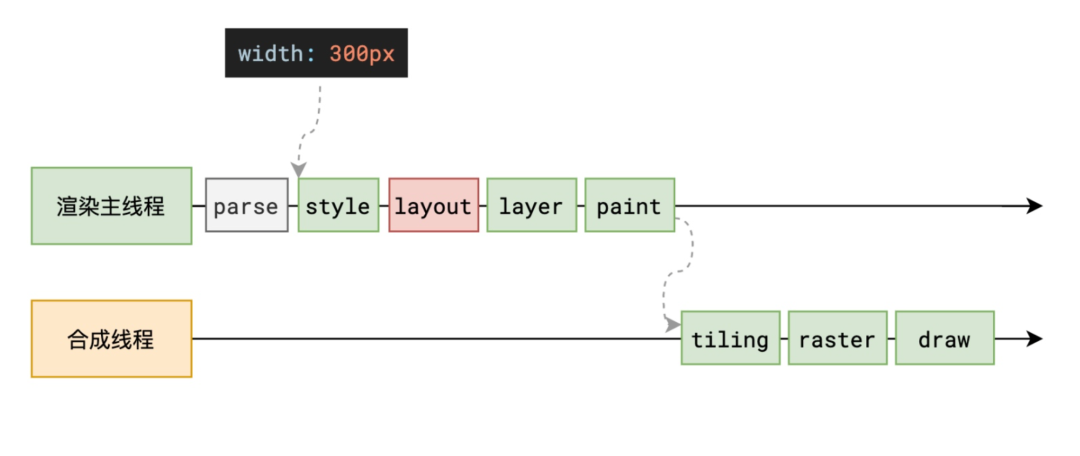 width: 300px
渲染主线程
parse
style
layout
layer
paint
合成线程
tiling
raster
draw